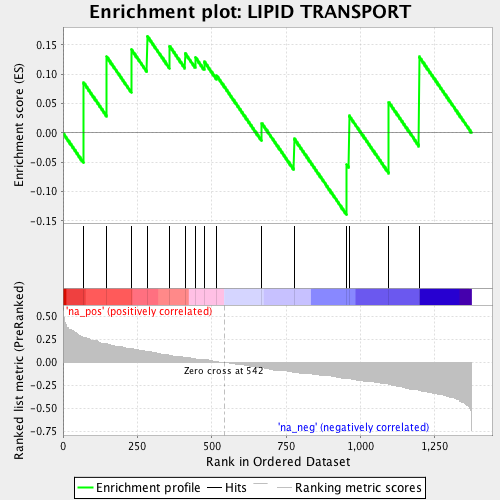 Enrichment plot: LIPID TRANSPORT
Enrichment score (ES)
0.15
0.10
0.05
0.00
-0.05
-0.10
-0.15
'na_pos' (positively correlated)
Ranked list metric (PreRanked)
0.50
0.25
0.00
-0.25
-0.50
-0.75
Zero cross at 542
'na_neg' (negatively correlated)
0 250 500 750 1,000 1,250
Rank in Ordered Dataset
Enrichment profile Hits Ranking metric scores